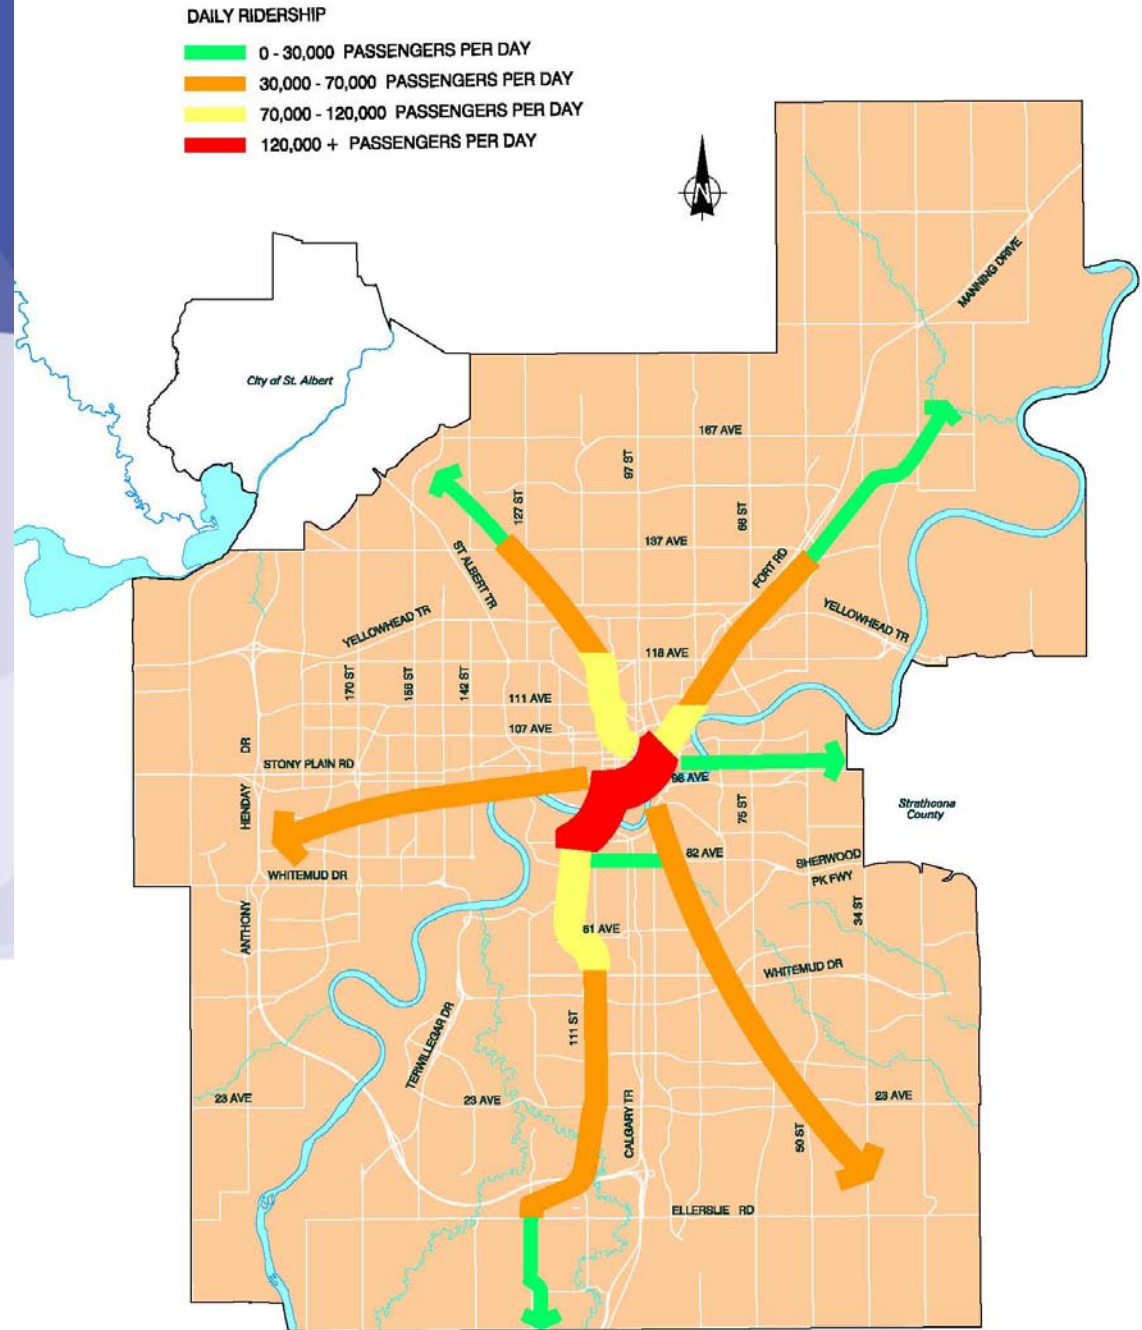 DAILY RIDERSHIP
0 - 30,000 PASSENGERS PER DAY
30,000 - 70,000 PASSENGERS PER DAY
70,000 - 120,000 PASSENGERS PER DAY
120,000 + PASSENGERS PER DAY
N
MANNING DRIVE
City of St. Albert
167 AVE
97 ST
127 ST
66 ST
137 AVE
ST ALBERT TR
FORT RD
YELLOWHEAD TR
YELLOWHEAD TR
118 AVE
170 ST
156 ST
142 ST
111 AVE
107 AVE
STONY PLAIN RD
98 AVE
ANTHONY HENDAY DR
75 ST
Strathcona
County
82 AVE
SHERWOOD
PK FWY
WHITEMUD DR
34 ST
61 AVE
WHITEMUD DR
111 ST
TERWILLEGAR DR
23 AVE
23 AVE
23 AVE
CALGARY TR
50 ST
ELLERSLIE RD